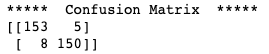 *****  Confusion Matrix  *****
[[153   5]
 [  8 150]]